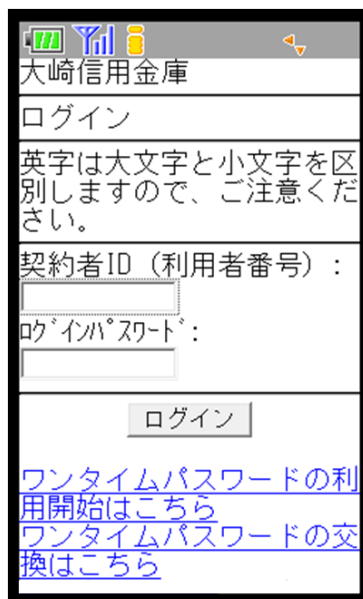 大崎信用金庫
ログイン
英字は大文字と小文字を区
別しますので、ご注意くだ
さい。
契約者ID（利用者番号）:
ﾛｸﾞｲﾝﾊﾟｽﾜｰﾄﾞ:
ログイン
ワンタイムパスワードの利
用開始はこちら
ワンタイムパスワードの交
換はこちら